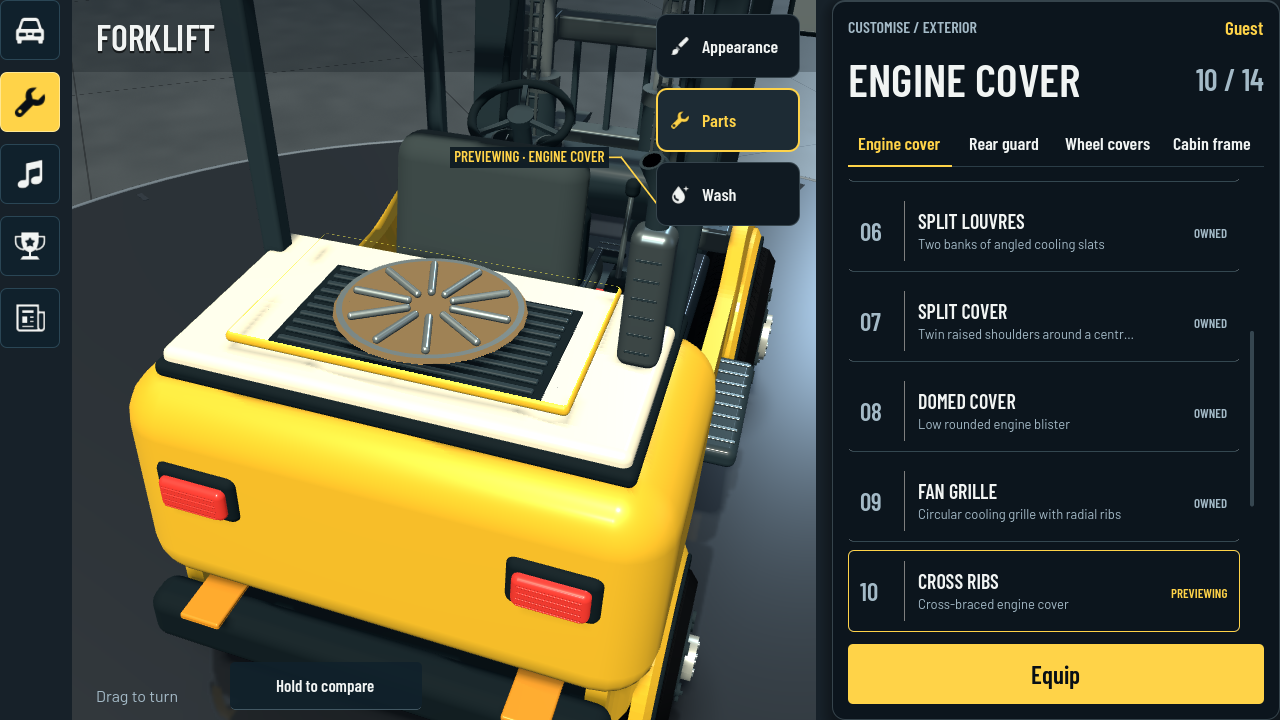 FORKLIFT
Appearance
Parts
Wash
PREVIEWING · ENGINE COVER
Drag to turn
Hold to compare
CUSTOMISE / EXTERIOR
Guest
ENGINE COVER
10 / 14
Engine cover
Rear guard
Wheel covers
Cabin frame
06
SPLIT LOUVRES
Two banks of angled cooling slats
OWNED
07
SPLIT COVER
Twin raised shoulders around a centr...
OWNED
08
DOMED COVER
Low rounded engine blister
OWNED
09
FAN GRILLE
Circular cooling grille with radial ribs
OWNED
10
CROSS RIBS
Cross-braced engine cover
PREVIEWING
Equip